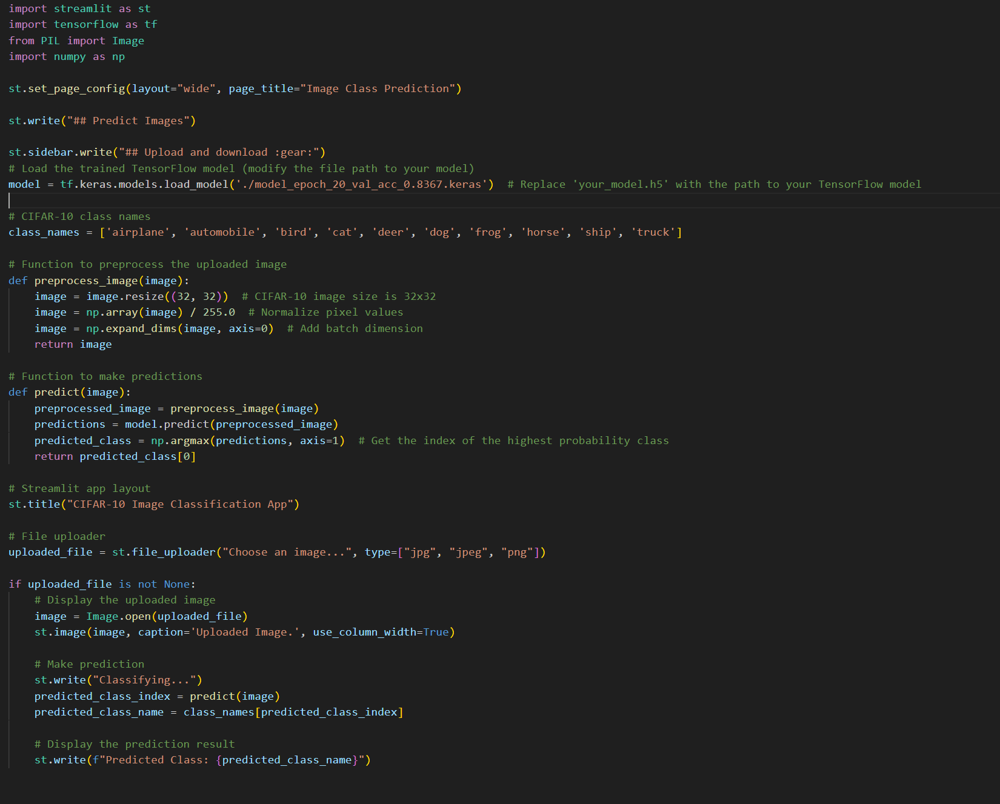 import streamlit as st
import tensorflow as tf
from PIL import Image
import numpy as np

st.set_page_config(layout="wide", page_title="Image Class Prediction")

st.write("## Predict Images")

st.sidebar.write("## Upload and download :gear:")
# Load the trained TensorFlow model (modify the file path to your model)
model = tf.keras.models.load_model('./model_epoch_20_val_acc_0.8367.keras')  # Replace 'your_model.h5' with the path to your TensorFlow model

# CIFAR-10 class names
class_names = ['airplane', 'automobile', 'bird', 'cat', 'deer', 'dog', 'frog', 'horse', 'ship', 'truck']

# Function to preprocess the uploaded image
def preprocess_image(image):
    image = image.resize((32, 32))  # CIFAR-10 image size is 32x32
    image = np.array(image) / 255.0  # Normalize pixel values
    image = np.expand_dims(image, axis=0)  # Add batch dimension
    return image

# Function to make predictions
def predict(image):
    preprocessed_image = preprocess_image(image)
    predictions = model.predict(preprocessed_image)
    predicted_class = np.argmax(predictions, axis=1)  # Get the index of the highest probability class
    return predicted_class[0]

# Streamlit app layout
st.title("CIFAR-10 Image Classification App")

# File uploader
uploaded_file = st.file_uploader("Choose an image...", type=["jpg", "jpeg", "png"])

if uploaded_file is not None:
    # Display the uploaded image
    image = Image.open(uploaded_file)
    st.image(image, caption='Uploaded Image.', use_column_width=True)

    # Make prediction
    st.write("Classifying...")
    predicted_class_index = predict(image)
    predicted_class_name = class_names[predicted_class_index]

    # Display the prediction result
    st.write(f"Predicted Class: {predicted_class_name}")